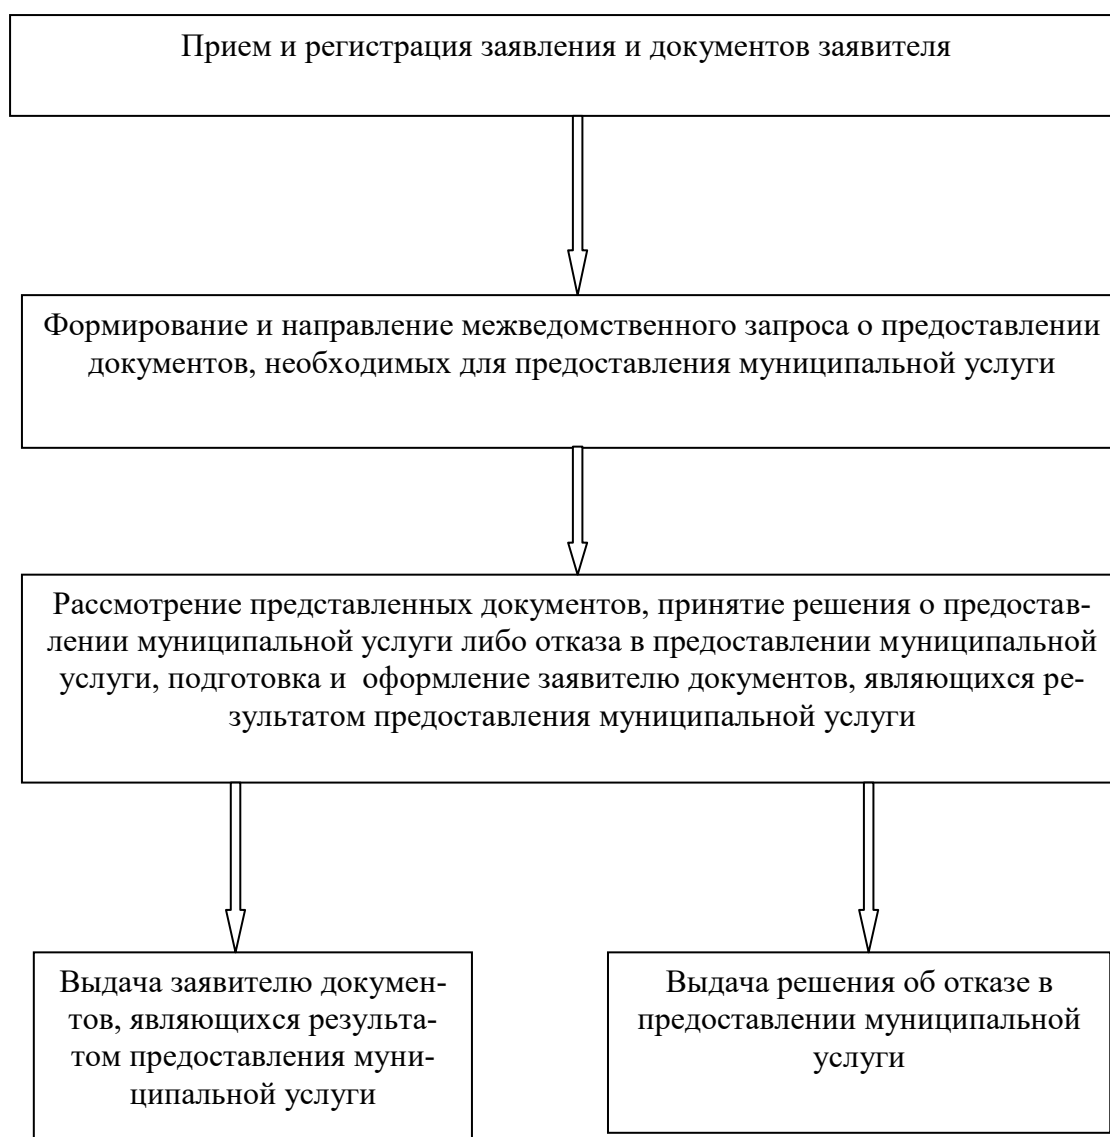 Прием и регистрация заявления и документов заявителя
Формирование и направление межведомственного запроса о предоставлении
документов, необходимых для предоставления муниципальной услуги
Рассмотрение представленных документов, принятие решения о предостав-
лении муниципальной услуги либо отказа в предоставлении муниципальной
услуги, подготовка и  оформление заявителю документов, являющихся ре-
зультатом предоставления муниципальной услуги
Выдача заявителю докумен-
тов, являющихся результа-
том предоставления муни-
ципальной услуги
Выдача решения об отказе в
предоставлении муниципальной
услуги